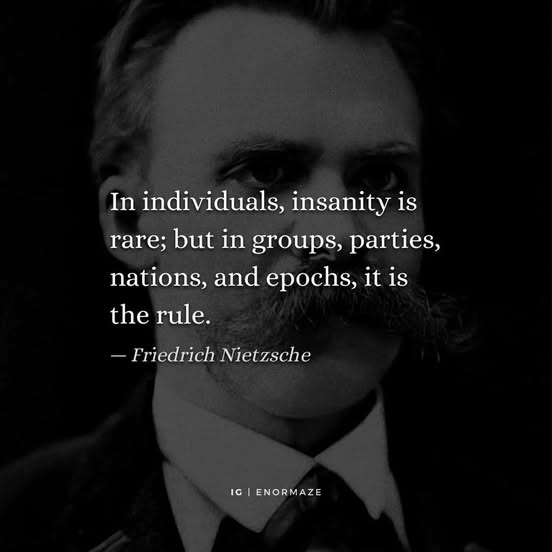 In individuals, insanity is
rare; but in groups, parties,
nations, and epochs, it is
the rule.
— Friedrich Nietzsche
IG | ENORMAZE